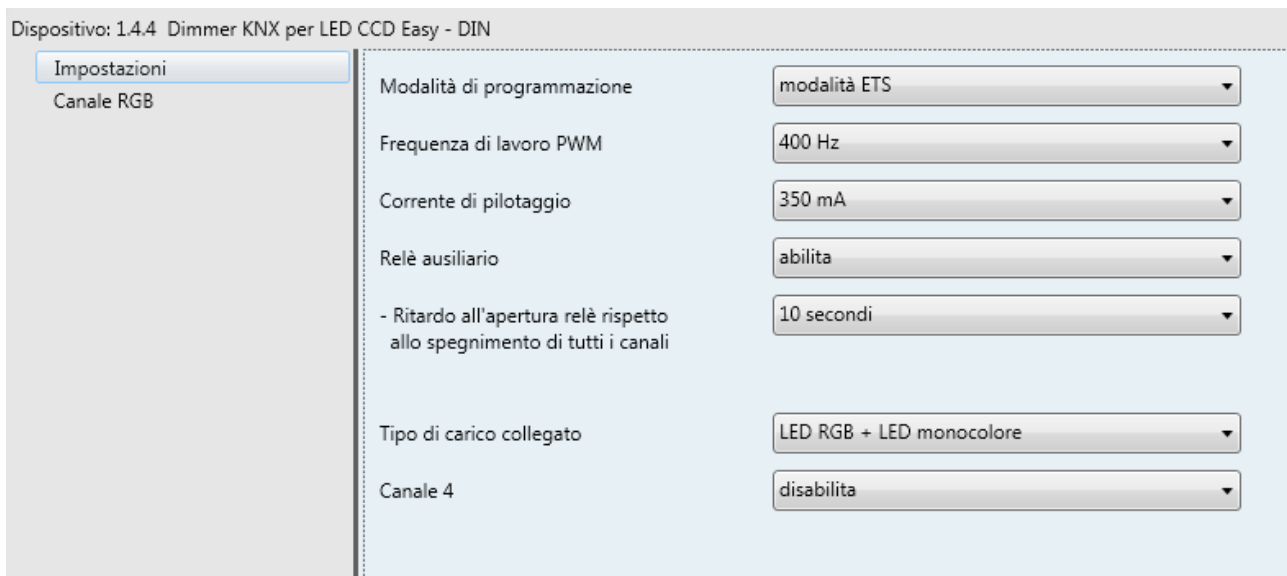 Dispositivo: 1.4.4 Dimmer KNX per LED CCD Easy - DIN
Impostazioni
Canale RGB
Modalità di programmazione
modalità ETS
Frequenza di lavoro PWM
400 Hz
Corrente di pilotaggio
350 mA
Relè ausiliario
abilita
- Ritardo all'apertura relè rispetto
allo spegnimento di tutti i canali
10 secondi
Tipo di carico collegato
LED RGB + LED monocolore
Canale 4
disabilita